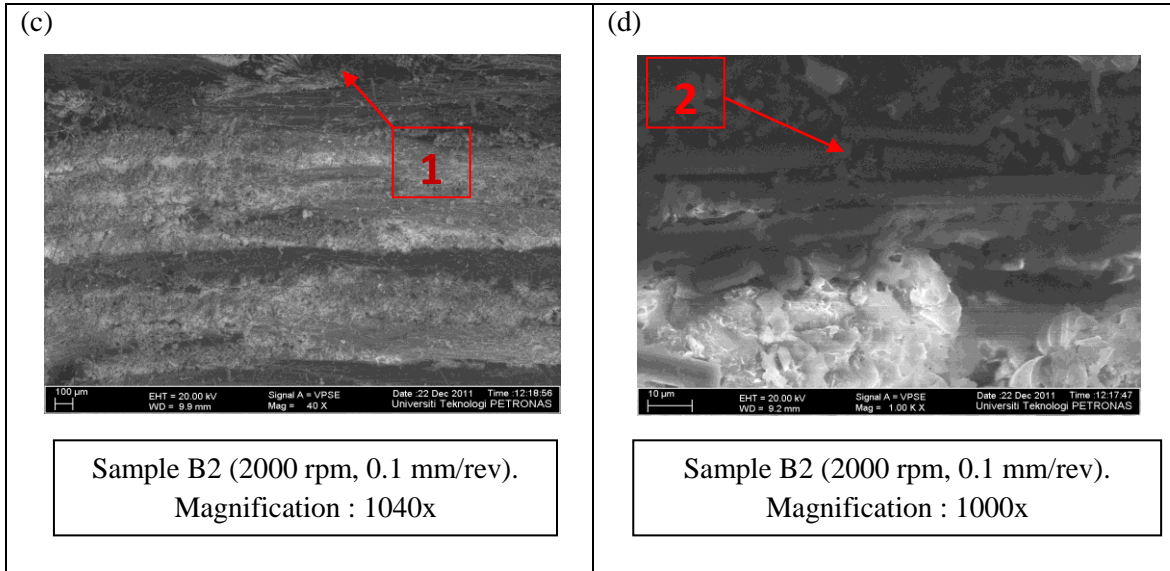 (c)
1
100 µm
EHT = 20.00 kV
WD = 9.9 mm
Signal A = VPSE
Mag = 40 X
Date :22 Dec 2011 Time :12:18:56
Universiti Teknologi PETRONAS
Sample B2 (2000 rpm, 0.1 mm/rev).
Magnification : 1040x
(d)
2
10 µm
EHT = 20.00 kV
WD = 9.2 mm
Signal A = VPSE
Mag = 1.00 K X
Date :22 Dec 2011 Time :12:17:47
Universiti Teknologi PETRONAS
Sample B2 (2000 rpm, 0.1 mm/rev).
Magnification : 1000x